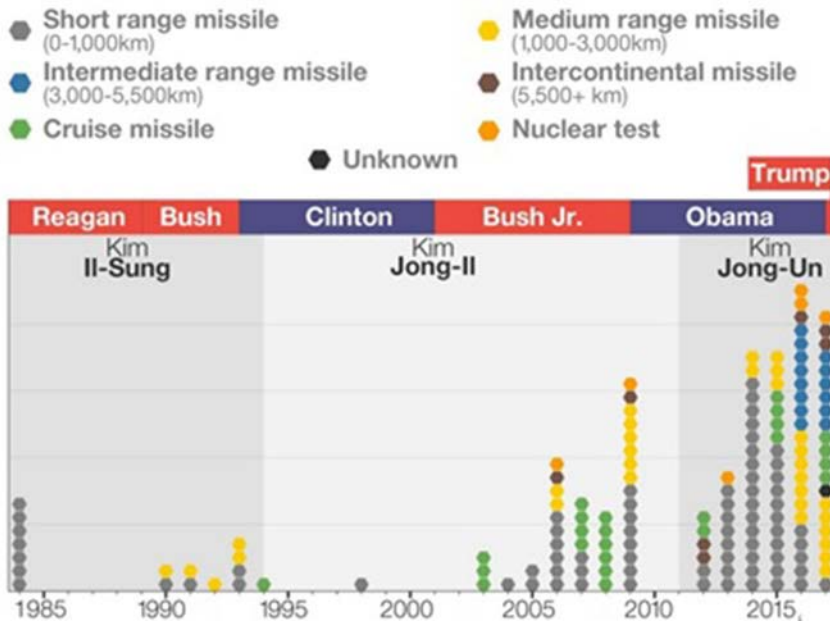 Short range missile
(0-1,000km)
Medium range missile
(1,000-3,000km)
Intermediate range missile
(3,000-5,500km)
Intercontinental missile
(5,500+ km)
Cruise missile
Nuclear test
Unknown
Trump
Reagan Bush Clinton Bush Jr. Obama
Kim Kim Kim
Il-Sung Jong-Il Jong-Un
1985 1990 1995 2000 2005 2010 2015